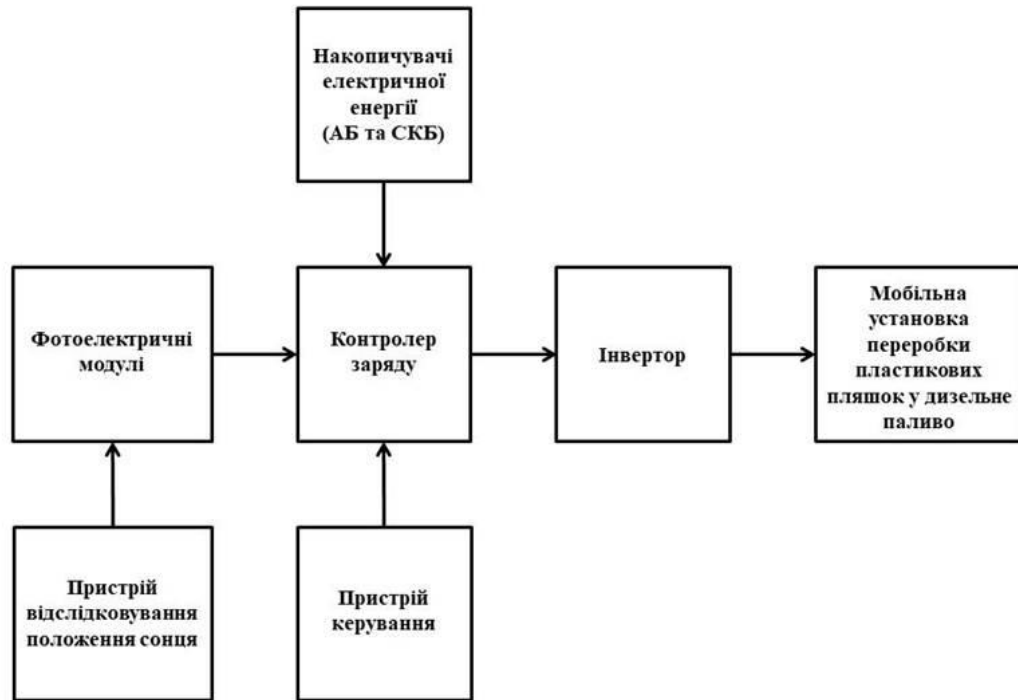 Накопичувачі
електричної
енергії
(АБ та СКБ)
Фотоелектричні
модулі
Контролер
заряду
Інвертор
Мобільна
установка
переробки
пластикових
пляшок у дизельне
паливо
Пристрій
відслідковування
положення сонця
Пристрій
керування